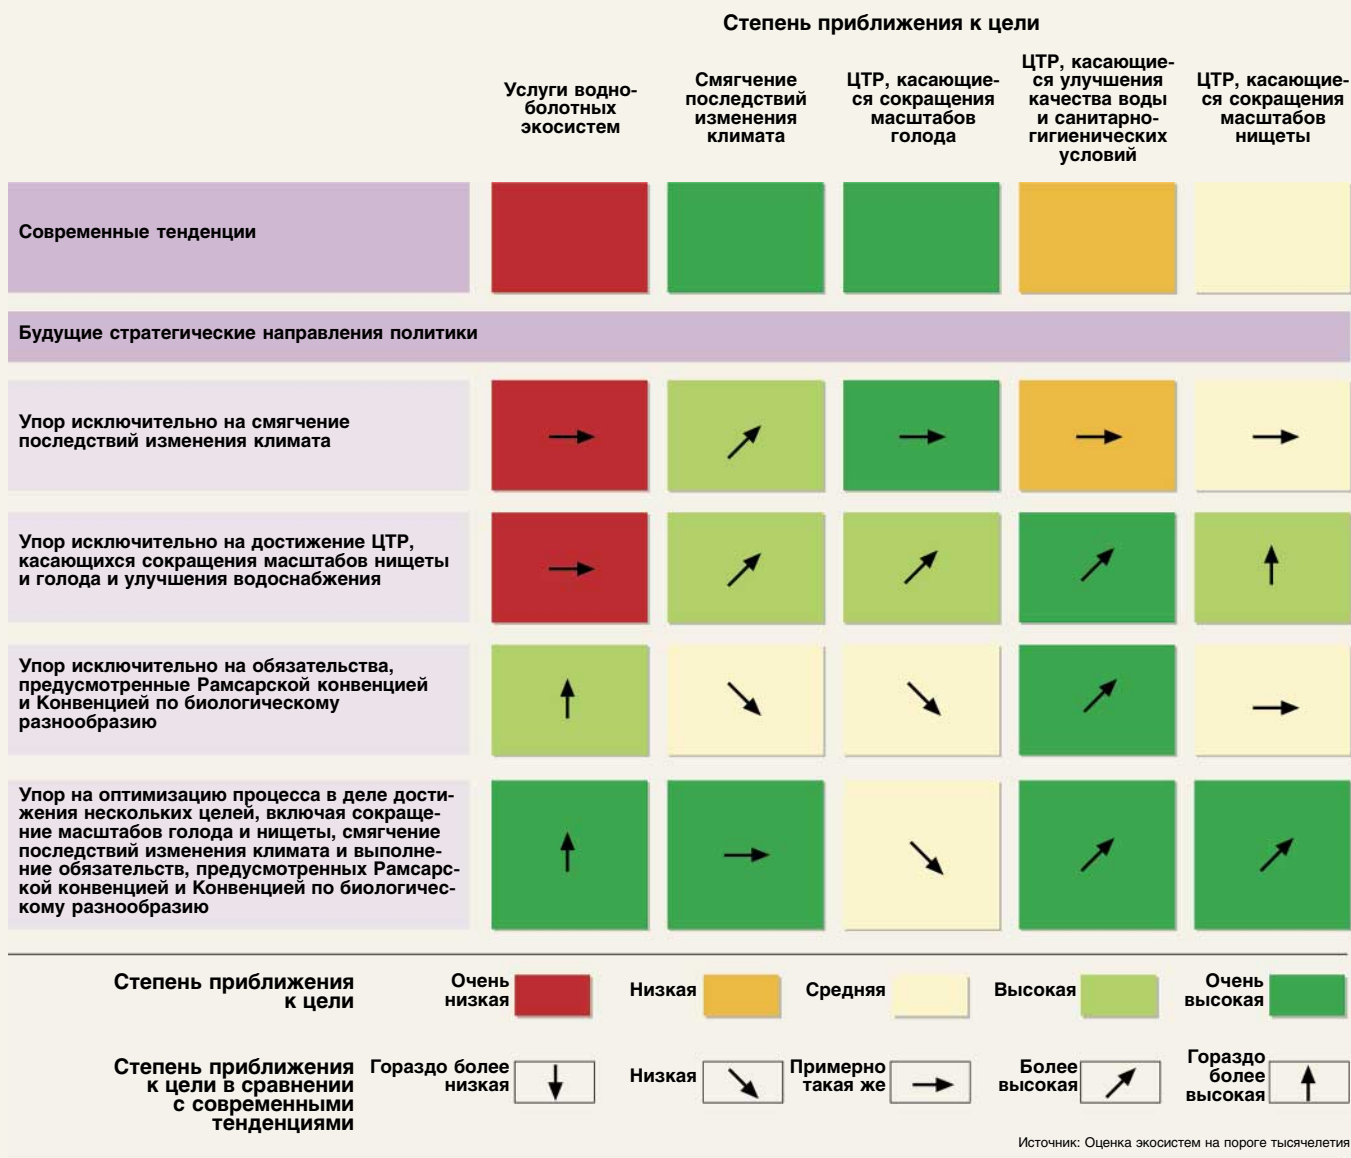 Степень приближения к цели
Услуги водно-
болотных
экосистем
Смягчение
последствий
изменения
климата
ЦТР, касающие-
ся сокращения
масштабов
голода
ЦТР, касающие-
ся улучшения
качества воды
и санитарно-
гигиенических
условий
ЦТР, касающие-
ся сокращения
масштабов
нищеты
Современные тенденции
Будущие стратегические направления политики
Упор исключительно на смягчение
последствий изменения климата
Упор исключительно на достижение ЦТР,
касающихся сокращения масштабов нищеты
и голода и улучшения водоснабжения
Упор исключительно на обязательства,
предусмотренные Рамсарской конвенцией
и Конвенцией по биологическому
разнообразию
Упор на оптимизацию процесса в деле дости-
жения нескольких целей, включая сокраще-
ние масштабов голода и нищеты, смягчение
последствий изменения климата и выполне-
ние обязательств, предусмотренных Рамсарс-
кой конвенцией и Конвенцией по биологичес-
кому разнообразию
Степень приближения
к цели
Очень
низкая
Низкая
Средняя
Высокая
Очень
высокая
Степень приближения
к цели в сравнении
с современными
тенденциями
Гораздо более
низкая
Низкая
Примерно
такая же
Более
высокая
Гораздо
более
высокая
Источник: Оценка экосистем на пороге тысячелетия